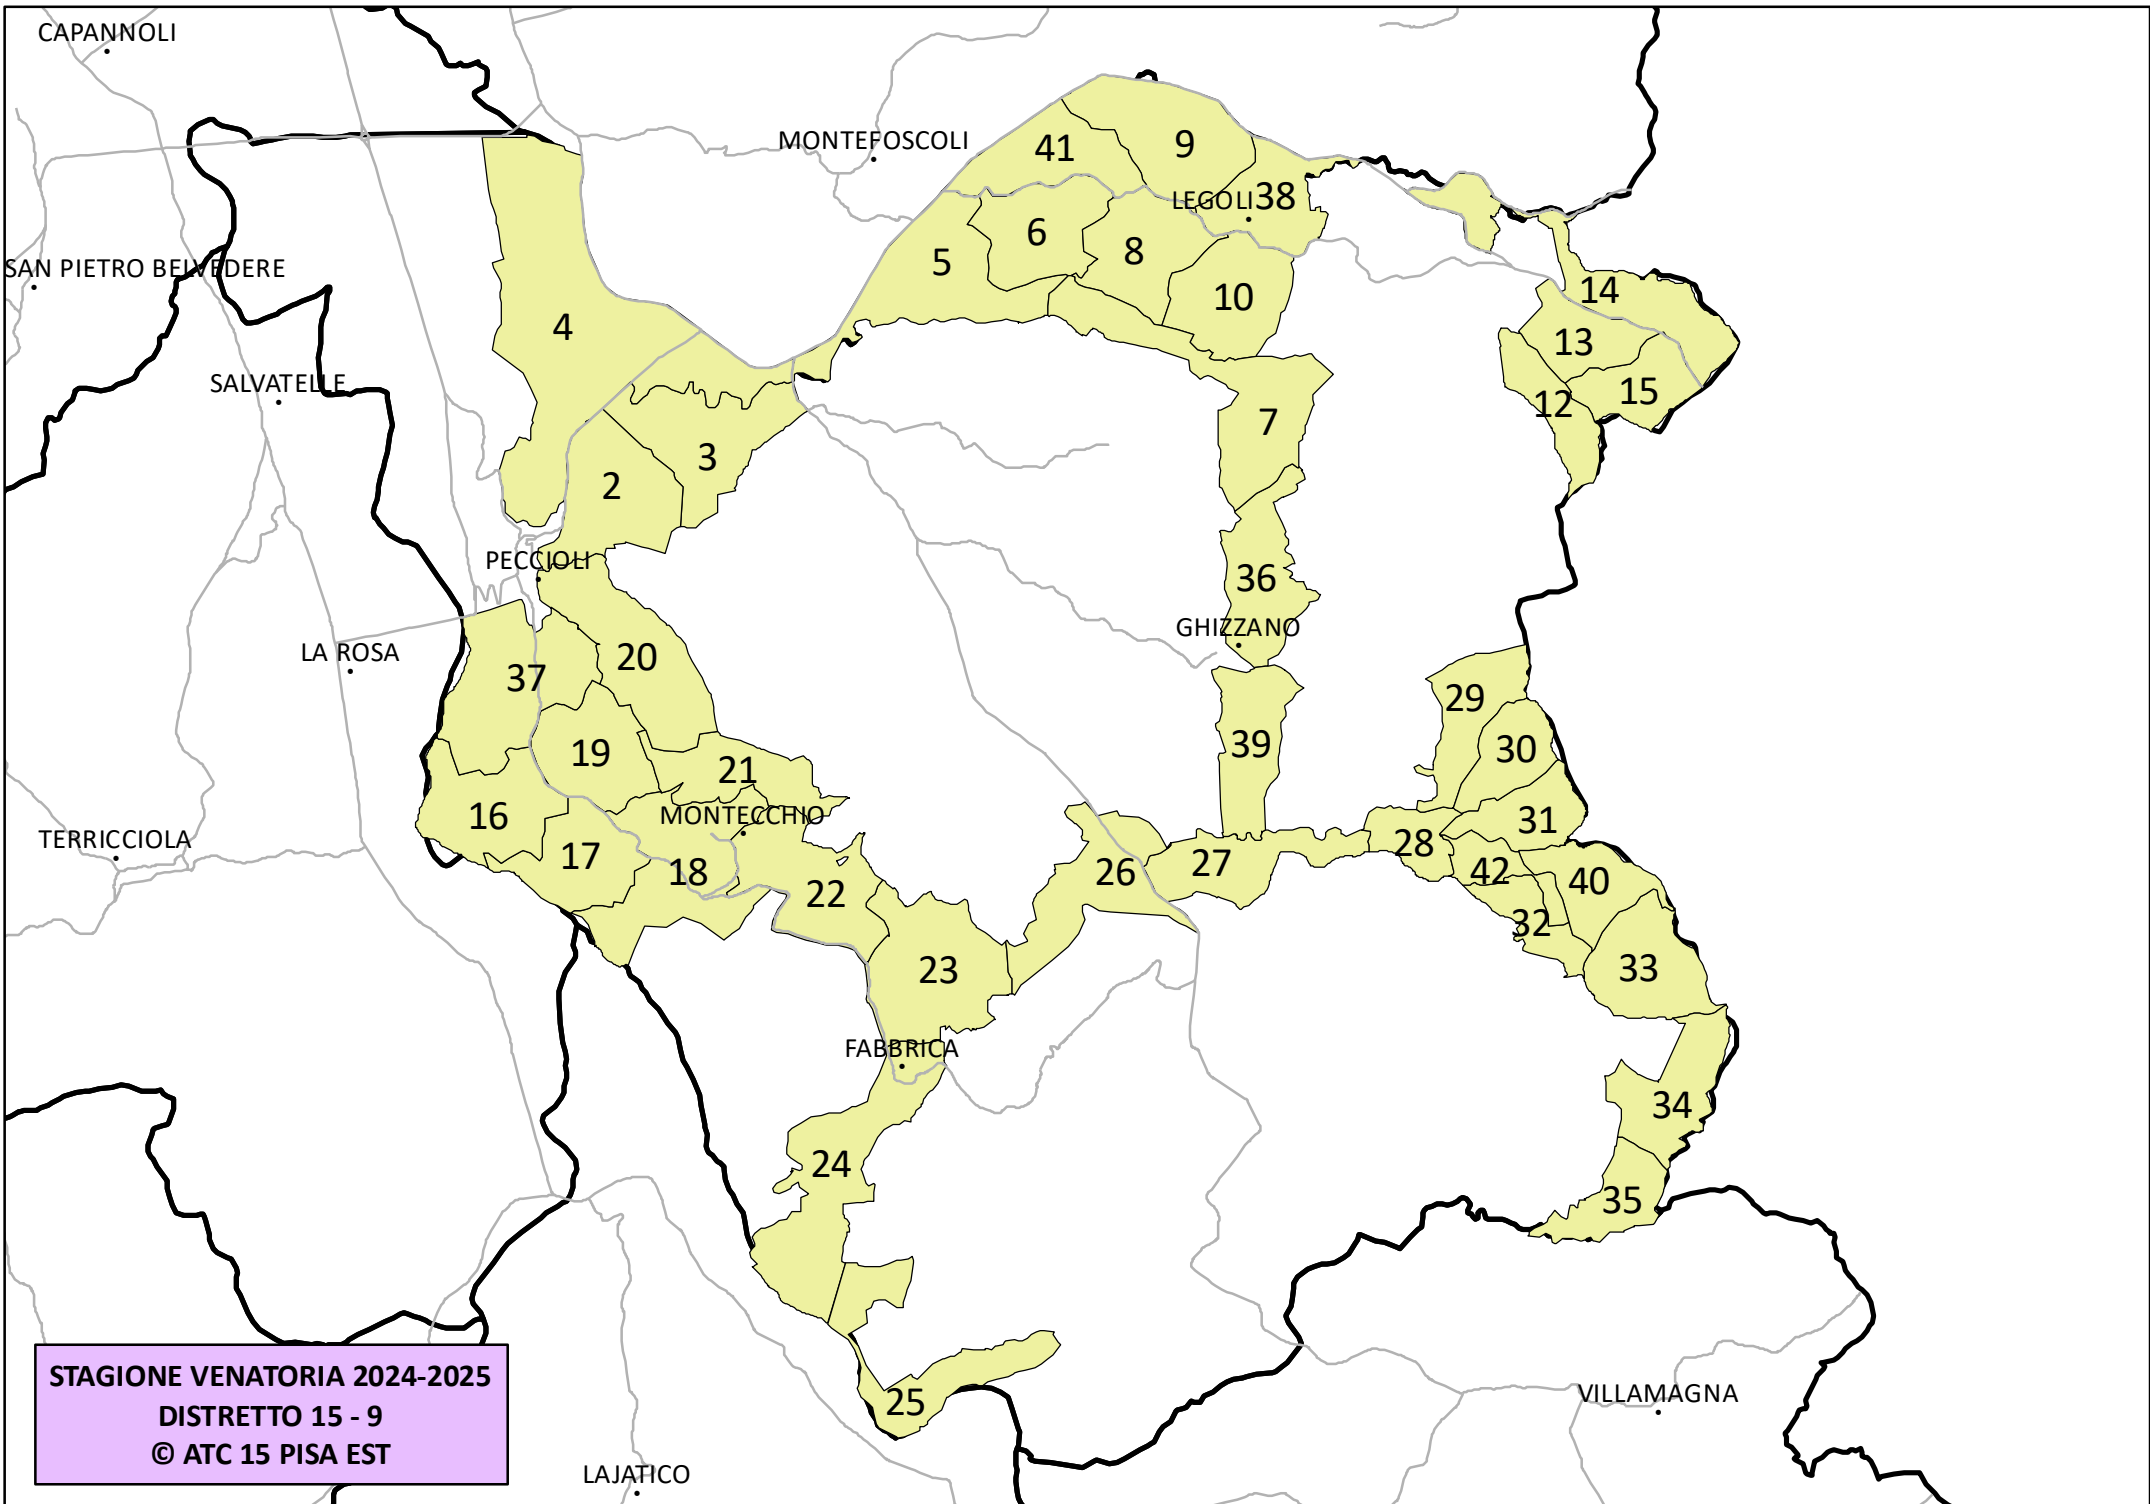 CAPANNOLI
MONTEFOSCOLI
41
9
LEGOLI
38
6
5
8
SAN PIETRO BELVEDERE
14
10
4
13
SALVATELLE
15
12
7
3
2
PECCIOLI
36
GHIZZANO
LA ROSA
20
37
29
39
30
19
21
MONTECCHIO
16
31
TERRICCIOLA
28
17
27
18
26
42
40
22
32
23
33
FABBRICA
34
24
35
VILLAMAGNA
25
STAGIONE VENATORIA 2024-2025
DISTRETTO 15 - 9
© ATC 15 PISA EST
LAJATICO